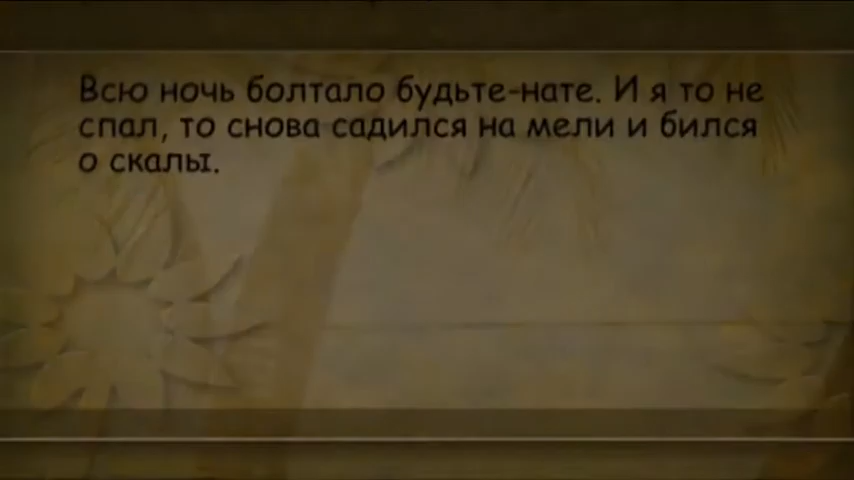 Всю ночь болтало будьте-нате. И я то не
спал, то снова садился на мели и бился
о скалы.